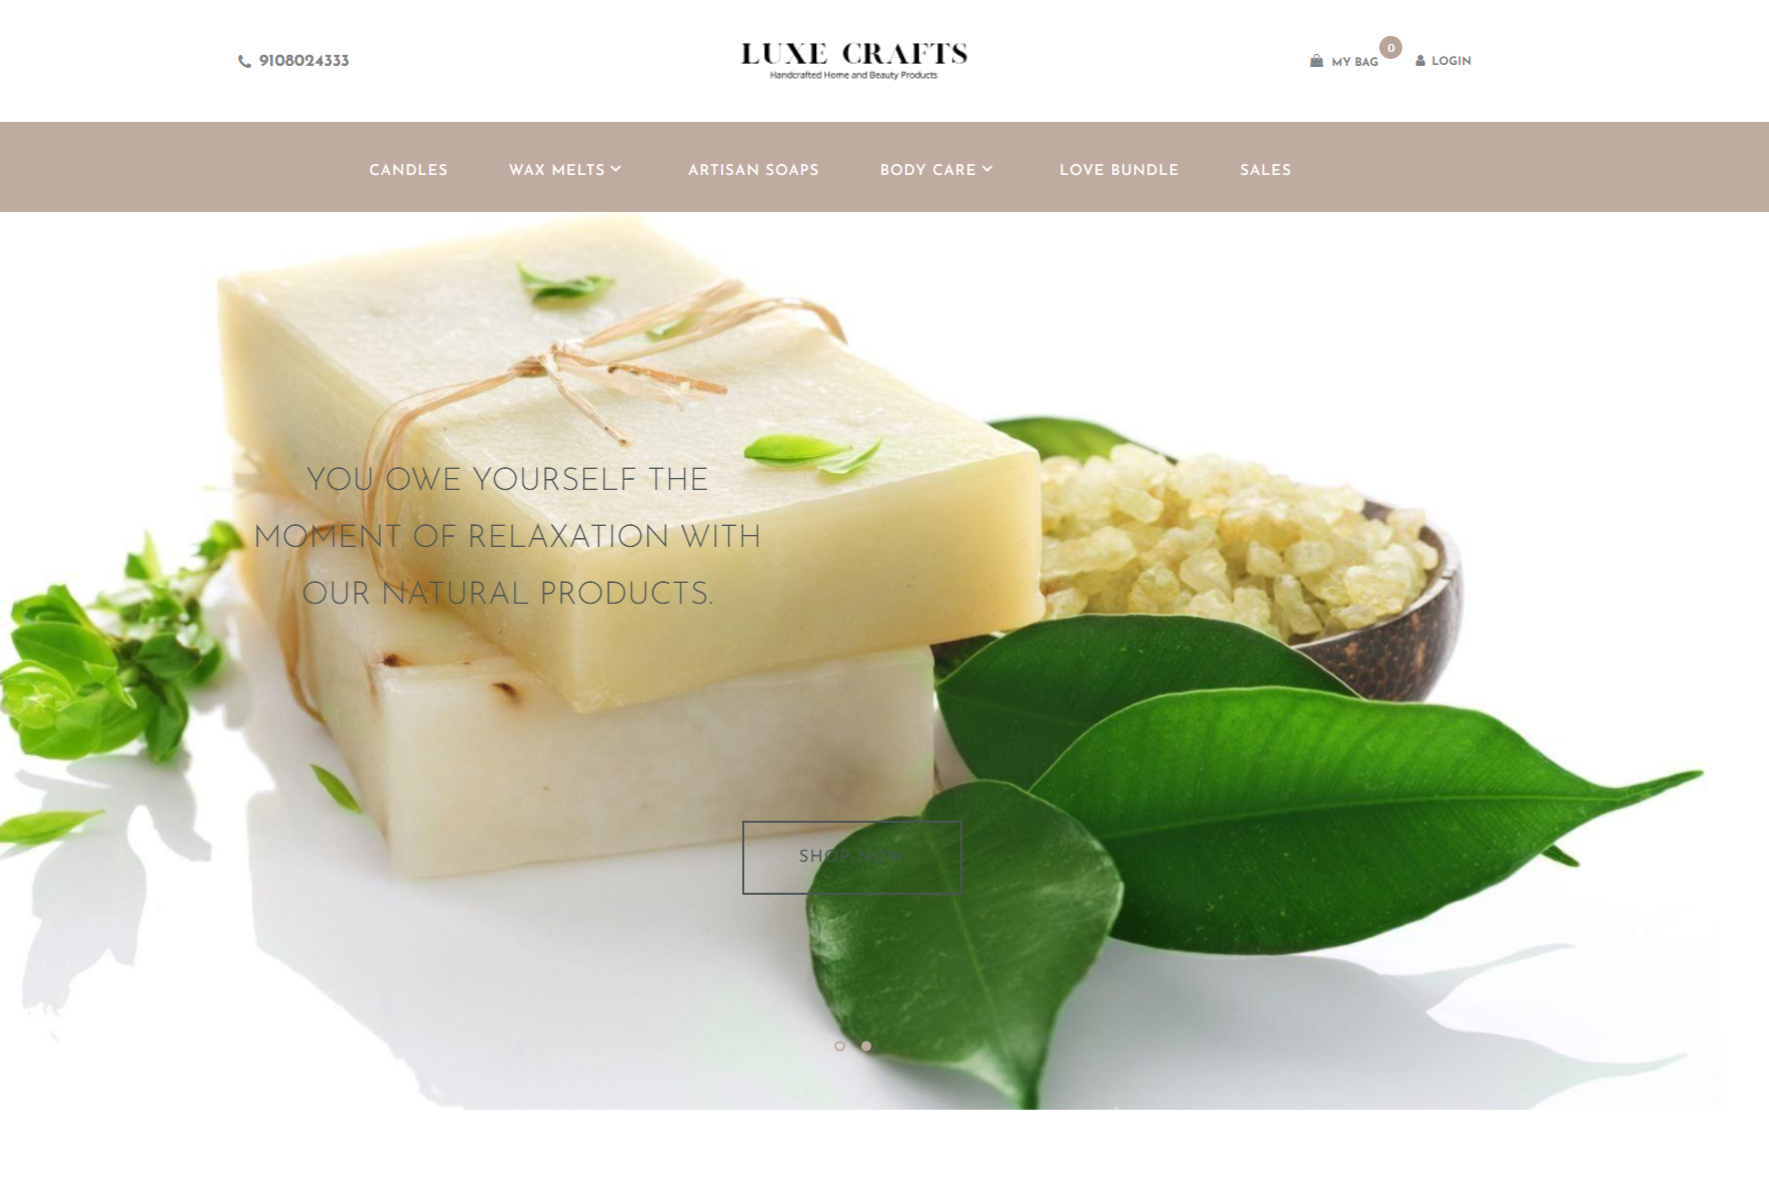 9108024333
LUXE CRAFTS
Handcrafted Home and Beauty Products
MY BAG
0
LOGIN
CANDLES
WAX MELTS
ARTISAN SOAPS
BODY CARE
LOVE BUNDLE
SALES
YOU OWE YOURSELF THE
MOMENT OF RELAXATION WITH
OUR NATURAL PRODUCTS.
SHOP NOW